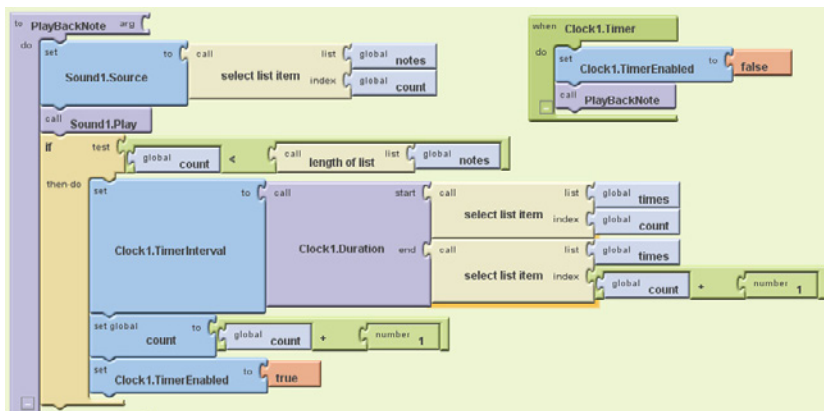 to PlayBackNote arg
do
set Sound1.Source to call select list item list global notes
index global count
call Sound1.Play
if test global count < call length of list list global notes
then do
set Clock1.TimerInterval to call Clock1.Duration start call select list item list global times
index global count
end call select list item list global times
index global count + number 1
set global count to global count + number 1
set Clock1.TimerEnabled to true
when Clock1.Timer
do
set Clock1.TimerEnabled to false
call PlayBackNote